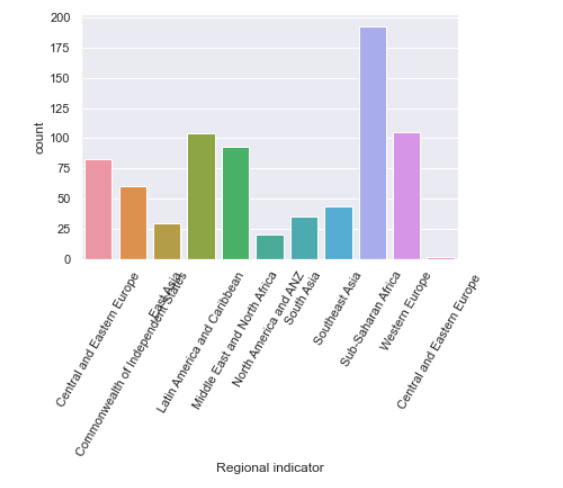 200
175
150
125
100
75
50
25
0
count
Central and Eastern Europe
Commonwealth of Independent States
East Asia
Latin America and Caribbean
Middle East and North Africa
North America and ANZ
South Asia
Southeast Asia
Sub-Saharan Africa
Western Europe
Central and Eastern Europe
Regional indicator